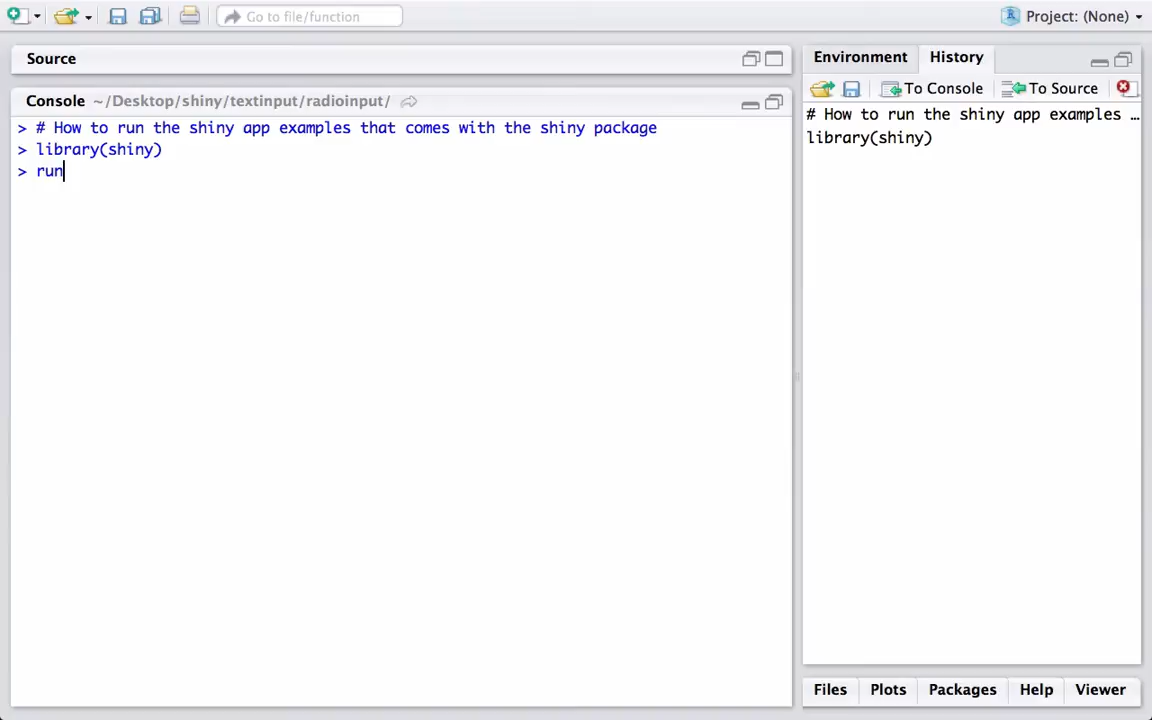 Go to file/function
Project: (None)
Source
Console ~/Desktop/shiny/textinput/radioinput/
> # How to run the shiny app examples that comes with the shiny package
> library(shiny)
> run
Environment History
To Console To Source
# How to run the shiny app examples …
library(shiny)
Files Plots Packages Help Viewer